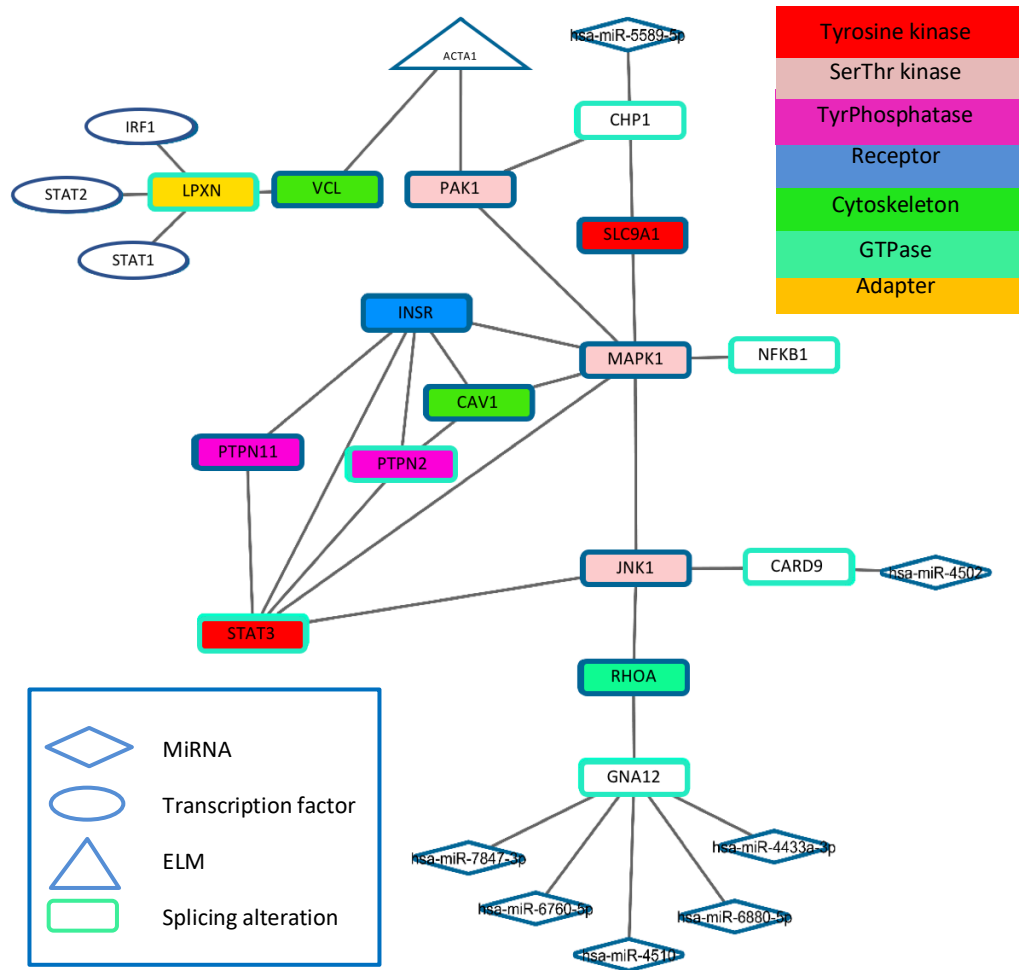 hsa-miR-5589-5p
Tyrosine kinase
SerThr kinase
TyrPhosphatase
Receptor
Cytoskeleton
GTPase
Adapter
ACTA1
CHP1
IRF1
STAT2
LPXN
VCL
PAK1
STAT1
SLC9A1
INSR
MAPK1
NFKB1
CAV1
PTPN11
PTPN2
JNK1
CARD9
hsa-miR-4502
STAT3
RHOA
GNA12
hsa-miR-7847-3p
hsa-miR-4433a-3p
hsa-miR-6760-5p
hsa-miR-6880-5p
hsa-miR-4510
MiRNA
Transcription factor
ELM
Splicing alteration